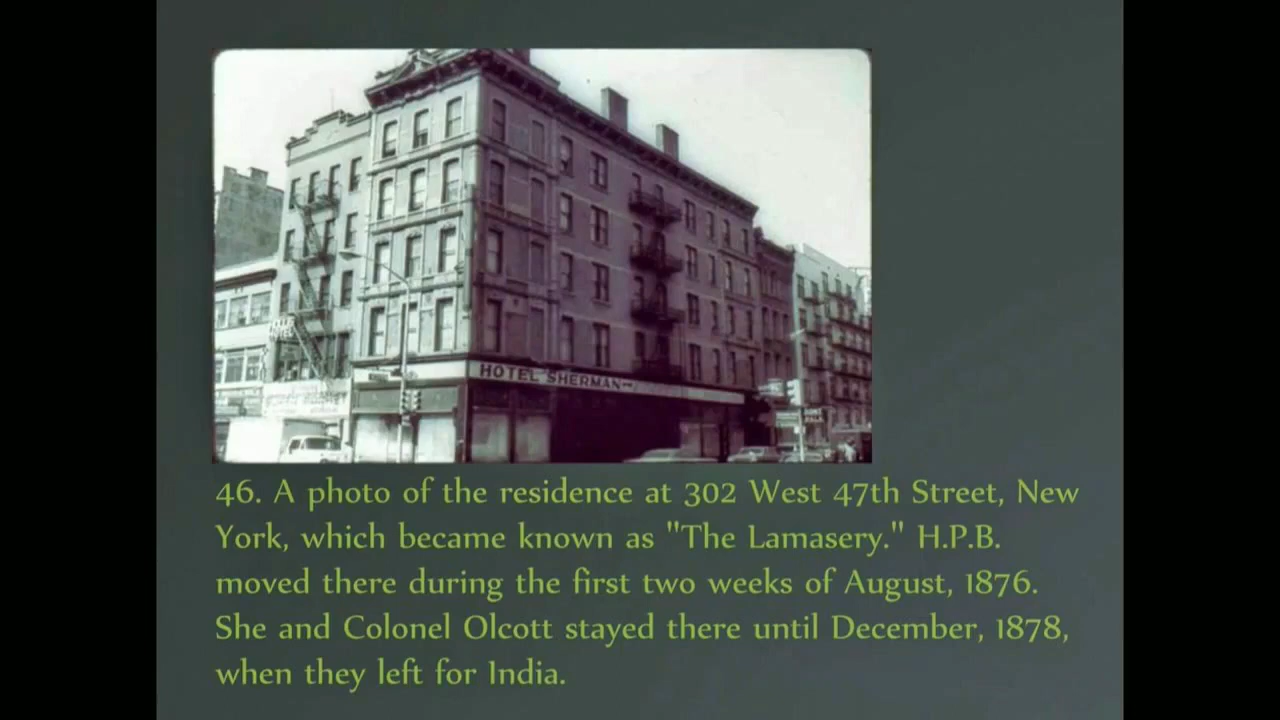 HOTEL SHERMAN
46. A photo of the residence at 302 West 47th Street, New
York, which became known as "The Lamasery." H.P.B.
moved there during the first two weeks of August, 1876.
She and Colonel Olcott stayed there until December, 1878,
when they left for India.